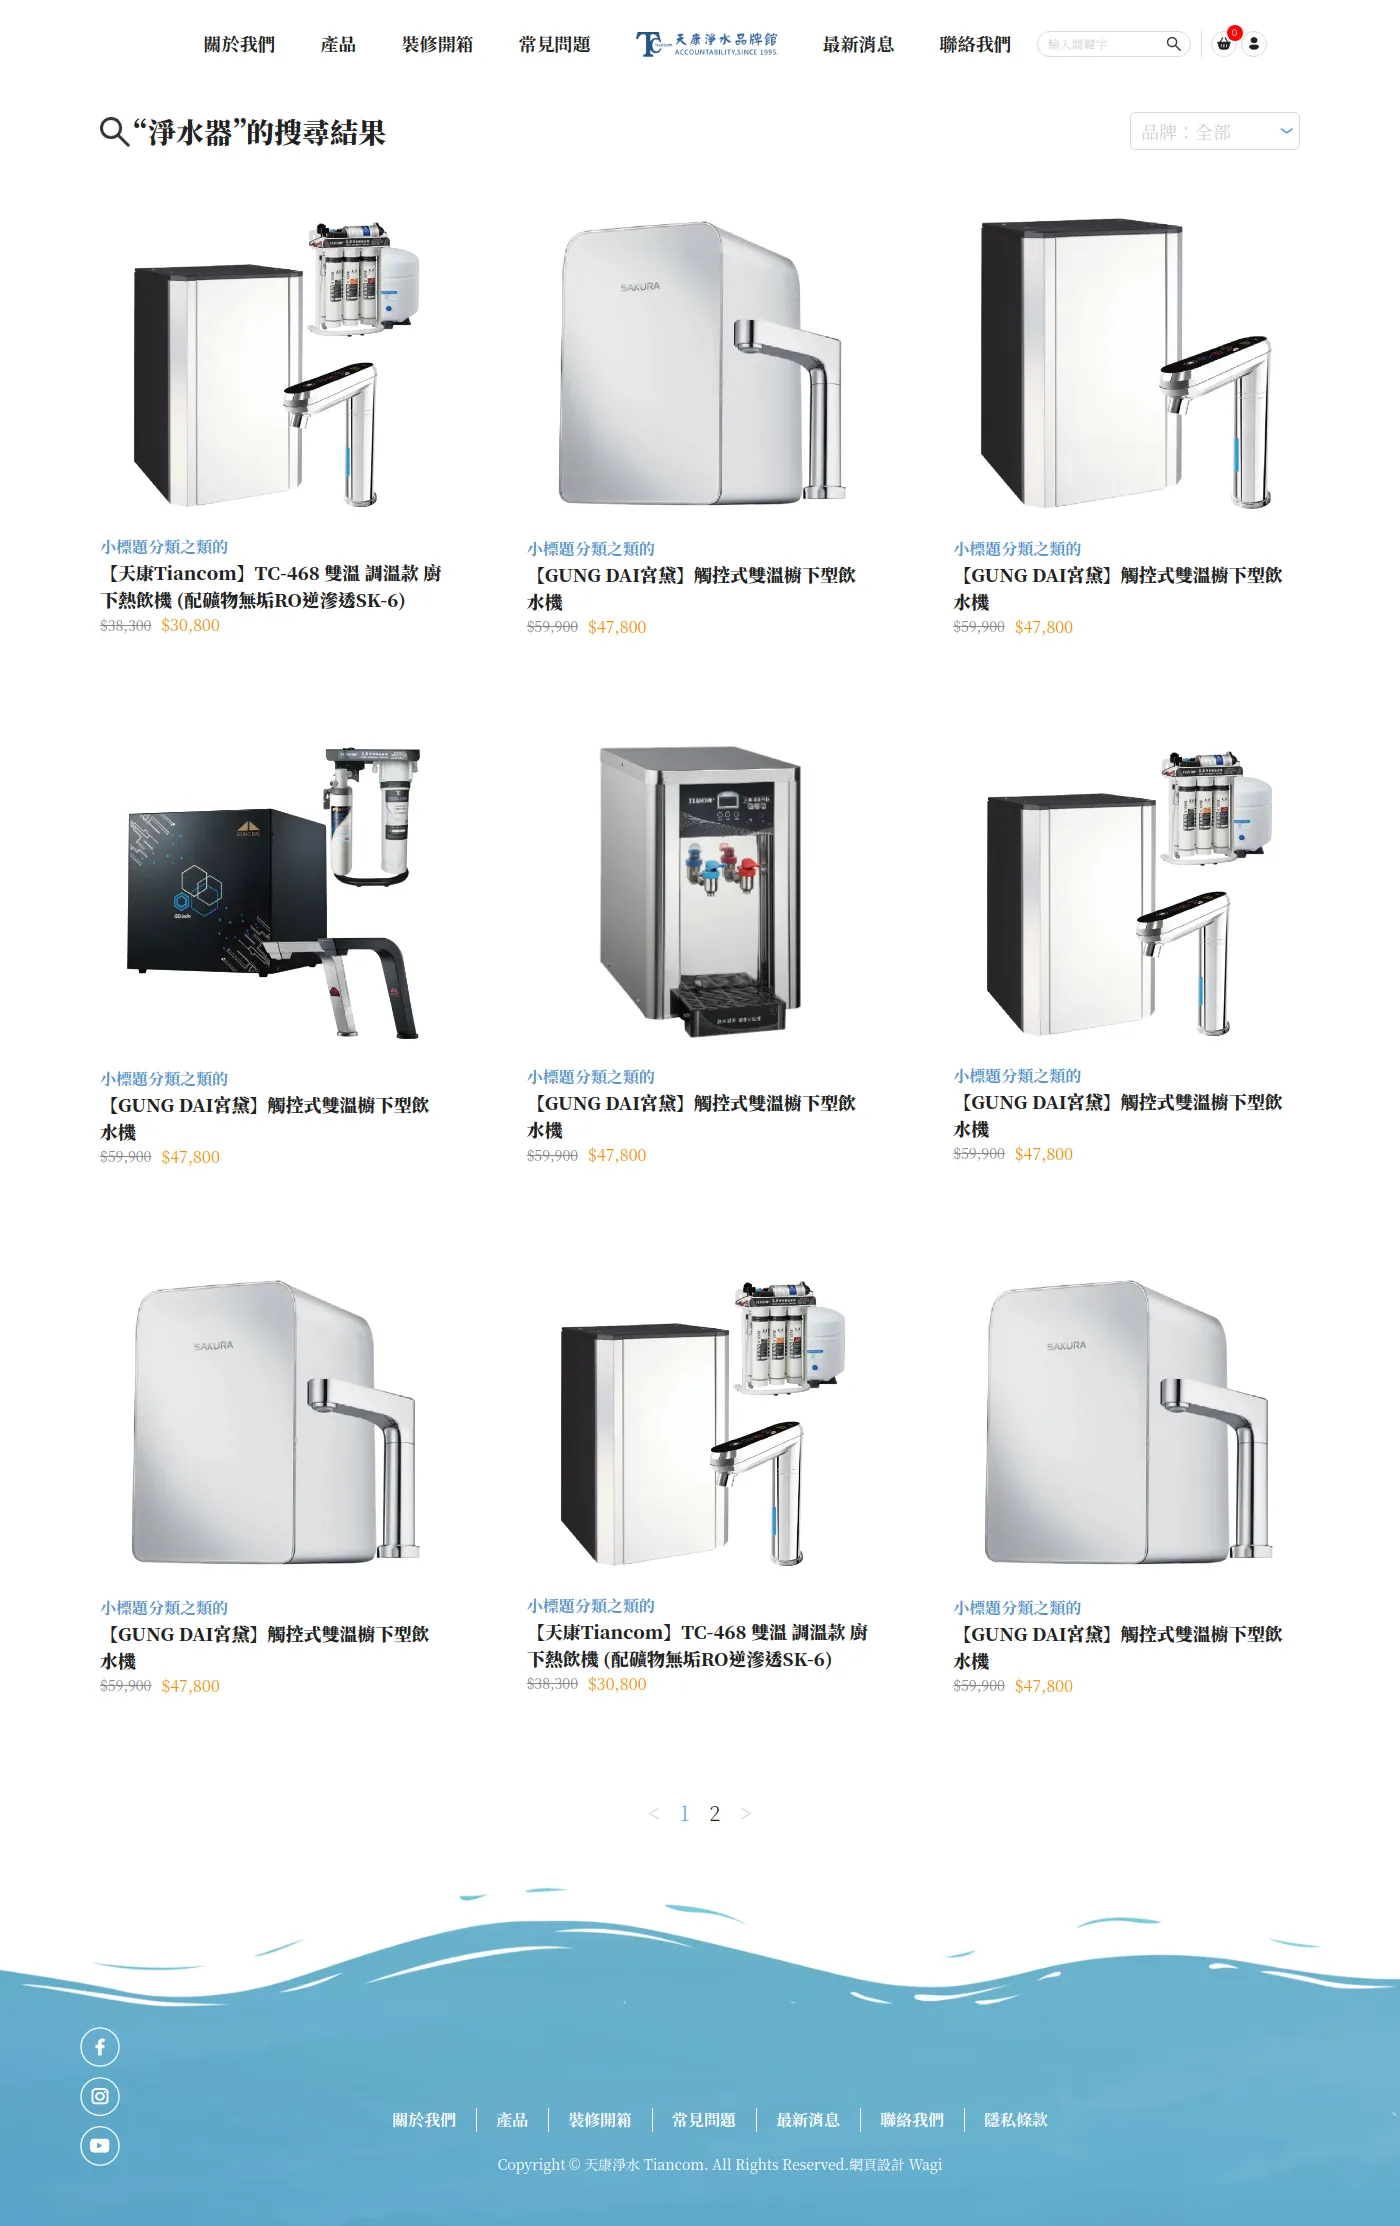 關於我們 產品 裝修開箱 常見問題 天康淨水品牌館 最新消息 聯絡我們 輸入關鍵字 0
ACCOUNTABILITY,SINCE 1995.
“淨水器”的搜尋結果
品牌：全部
SAKURA
小標題分類之類的
【天康Tiancom】TC-468 雙溫 調溫款 廚
下熱飲機 (配礦物無垢RO逆滲透SK-6)
$38,300 $30,800
小標題分類之類的
【GUNG DAI宮黛】觸控式雙溫櫥下型飲
水機
$59,900 $47,800
小標題分類之類的
【GUNG DAI宮黛】觸控式雙溫櫥下型飲
水機
$59,900 $47,800
GUNG DAI
TIANCOM
小標題分類之類的
【GUNG DAI宮黛】觸控式雙溫櫥下型飲
水機
$59,900 $47,800
小標題分類之類的
【GUNG DAI宮黛】觸控式雙溫櫥下型飲
水機
$59,900 $47,800
小標題分類之類的
【GUNG DAI宮黛】觸控式雙溫櫥下型飲
水機
$59,900 $47,800
SAKURA
SAKURA
小標題分類之類的
【GUNG DAI宮黛】觸控式雙溫櫥下型飲
水機
$59,900 $47,800
小標題分類之類的
【天康Tiancom】TC-468 雙溫 調溫款 廚
下熱飲機 (配礦物無垢RO逆滲透SK-6)
$38,300 $30,800
小標題分類之類的
【GUNG DAI宮黛】觸控式雙溫櫥下型飲
水機
$59,900 $47,800
< 1 2 >
關於我們 產品 裝修開箱 常見問題 最新消息 聯絡我們 隱私條款
Copyright © 天康淨水 Tiancom. All Rights Reserved.網頁設計 Wagi